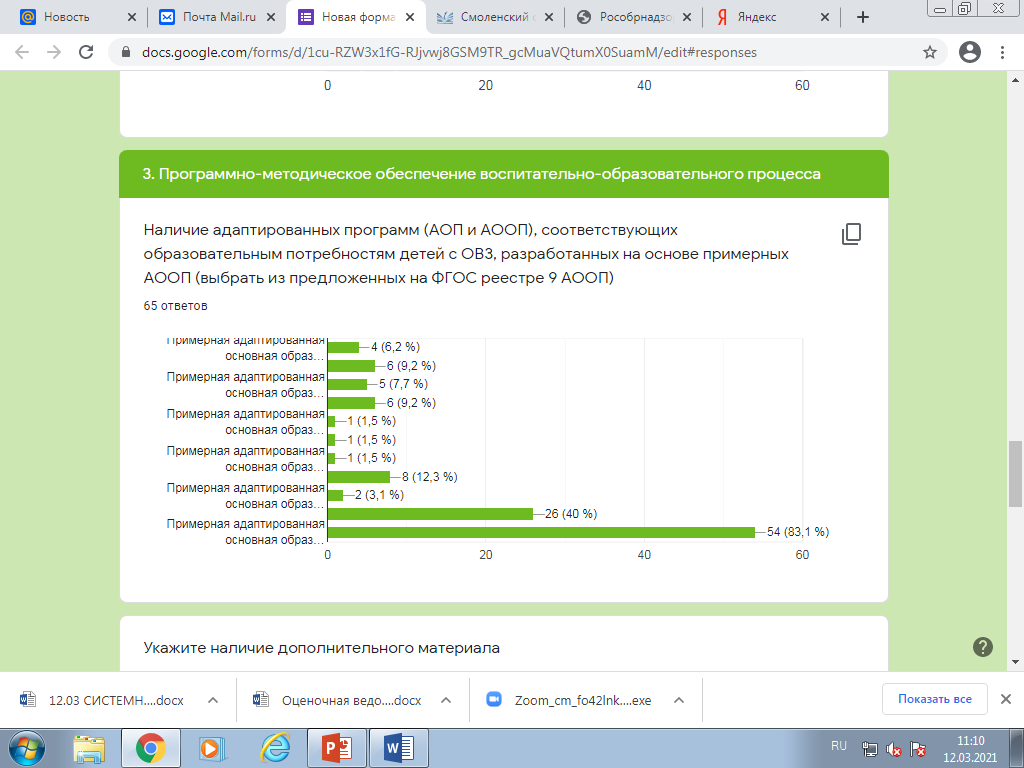 Новость
Почта Mail.ru
Новая форма
Смоленский
Рособрнадзо
Яндекс
docs.google.com/forms/d/1cu-RZW3x1fG-RJjvwj8GSM9TR_gcMuaVQtumX0SuamM/edit#responses
0 20 40 60
3. Программно-методическое обеспечение воспитательно-образовательного процесса
Наличие адаптированных программ (АОП и АООП), соответствующих
образовательным потребностям детей с ОВЗ, разработанных на основе примерных
АООП (выбрать из предложенных на ФГОС реестре 9 АООП)
65 ответов
Примерная адаптированная
основная образ...
4 (6,2 %)
6 (9,2 %)
Примерная адаптированная
основная образ...
5 (7,7 %)
6 (9,2 %)
Примерная адаптированная
основная образ...
1 (1,5 %)
1 (1,5 %)
Примерная адаптированная
основная образ...
1 (1,5 %)
8 (12,3 %)
Примерная адаптированная
основная образ...
2 (3,1 %)
26 (40 %)
Примерная адаптированная
основная образ...
54 (83,1 %)
0 20 40 60
Укажите наличие дополнительного материала
12.03 СИСТЕМН....docx
Оценочная ведо....docx
Zoom_cm_fo42lnk....exe
Показать все
RU
11:10
12.03.2021